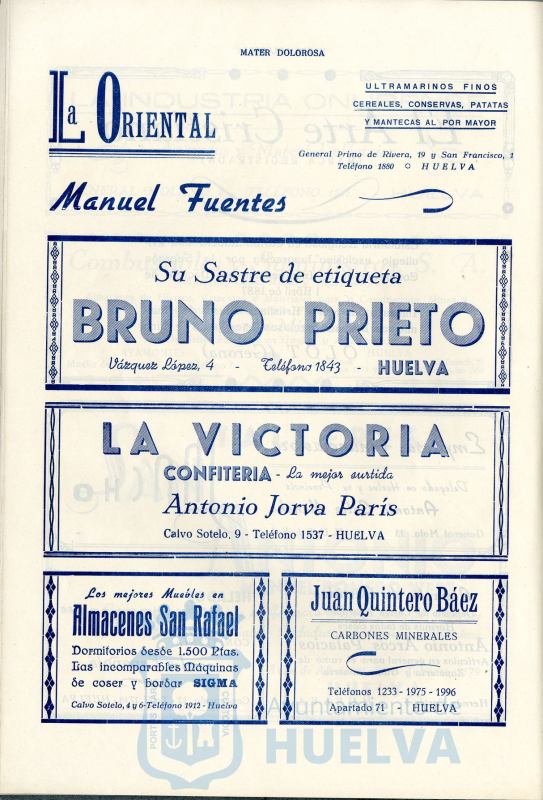 MATER DOLOROSA
La ORIENTAL
ULTRAMARINOS FINOS
CEREALES, CONSERVAS, PATATAS
Y MANTECAS AL POR MAYOR
General Primo de Rivera, 19 y San Francisco, 1
Teléfono 1880 ○ HUELVA
Manuel Fuentes
Su Sastre de etiqueta
BRUNO PRIETO
Vázquez López, 4 - Teléfono 1843 - HUELVA
LA VICTORIA
CONFITERIA - La mejor surtida
Antonio Jorva París
Calvo Sotelo, 9 - Teléfono 1537 - HUELVA
Los mejores Muebles en
Almacenes San Rafael
Dormitorios desde 1.500 Ptas.
Las incomparables Máquinas
de coser y bordar SIGMA
Calvo Sotelo, 4 y 6-Teléfono 1912 - Huelva
Juan Quintero Báez
CARBONES MINERALES
Teléfonos 1233 - 1975 - 1996
Apartado 71 - HUELVA
Ayuntamiento de
HUELVA